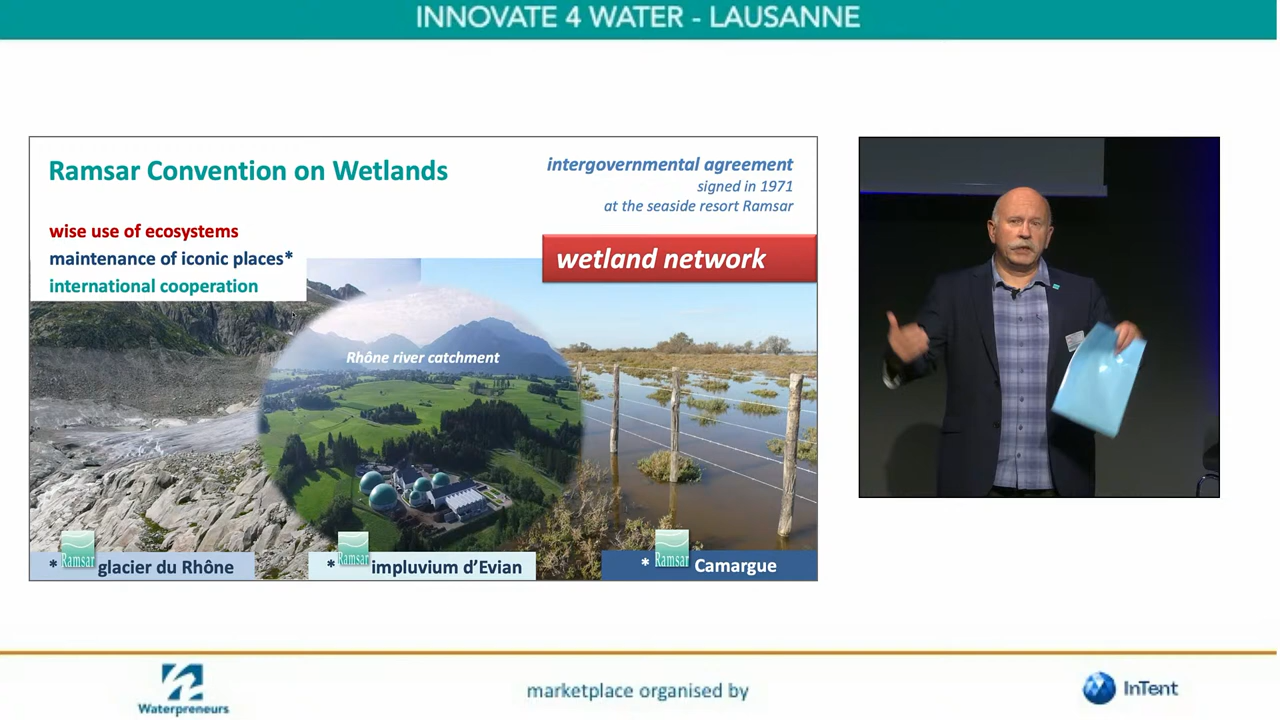 INNOVATE 4 WATER - LAUSANNE
Ramsar Convention on Wetlands
intergovernmental agreement
signed in 1971
at the seaside resort Ramsar
wise use of ecosystems
maintenance of iconic places*
international cooperation
wetland network
Rhône river catchment
* Ramsar glacier du Rhône
* Ramsar impluvium d'Evian
* Ramsar Camargue
Waterpreneurs
marketplace organised by
InTent